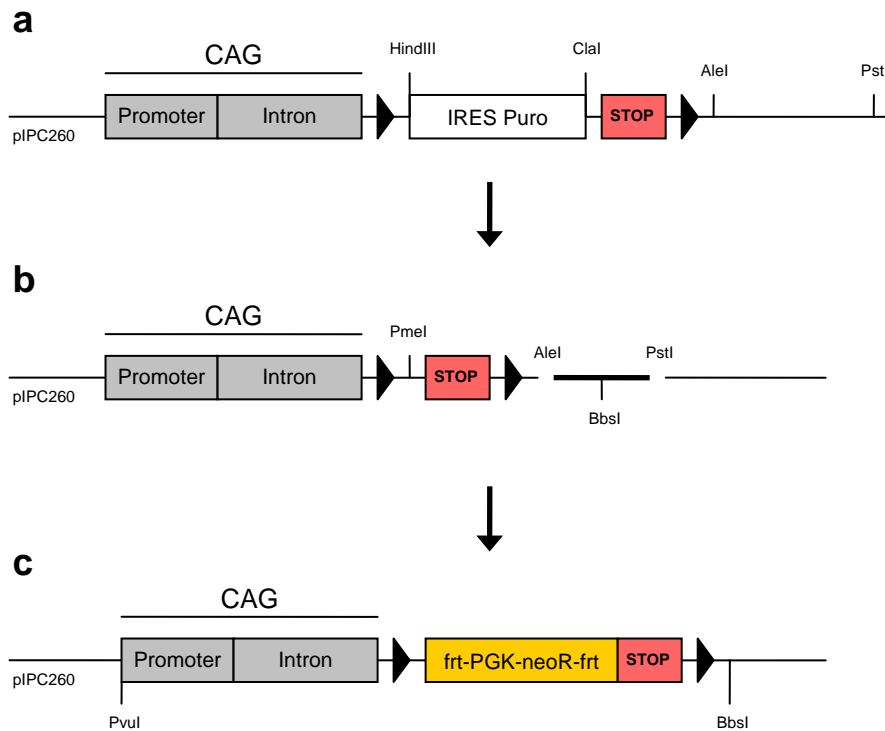 a
CAG
HindIII
ClaI
AleI
Pst
Promoter
Intron
IRES Puro
STOP
pIPC260
b
CAG
PmeI
AleI
PstI
Promoter
Intron
STOP
pIPC260
BbsI
c
CAG
Promoter
Intron
frt-PGK-neoR-frt
STOP
pIPC260
PvuI
BbsI